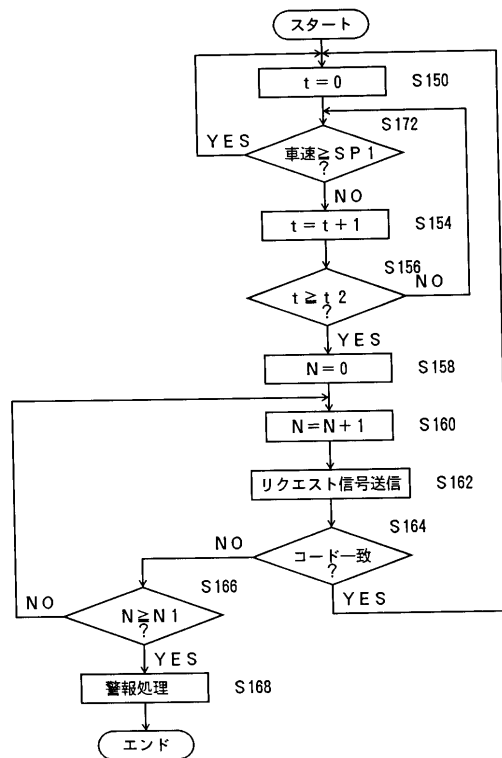 スタート
t=0 S150
S172
YES
車速≧SP1
?
NO
t=t+1 S154
S156
NO
t≧t2
?
YES
N=0 S158
N=N+1 S160
リクエスト信号送信 S162
S164
NO
コード一致
?
S166
YES
NO
N≧N1
?
YES
警報処理 S168
エンド